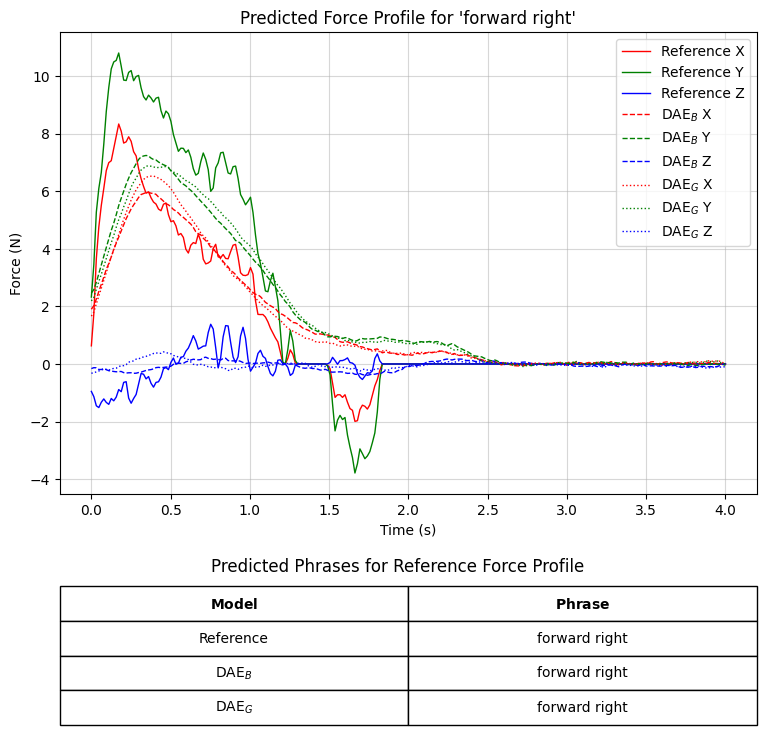 Predicted Force Profile for 'forward right'
Force (N)
10
8
6
4
2
0
−2
−4
Reference X
Reference Y
Reference Z
DAE_B X
DAE_B Y
DAE_B Z
DAE_G X
DAE_G Y
DAE_G Z
0.0 0.5 1.0 1.5 2.0 2.5 3.0 3.5 4.0
Time (s)
Predicted Phrases for Reference Force Profile
Model Phrase
Reference forward right
DAE_B forward right
DAE_G forward right